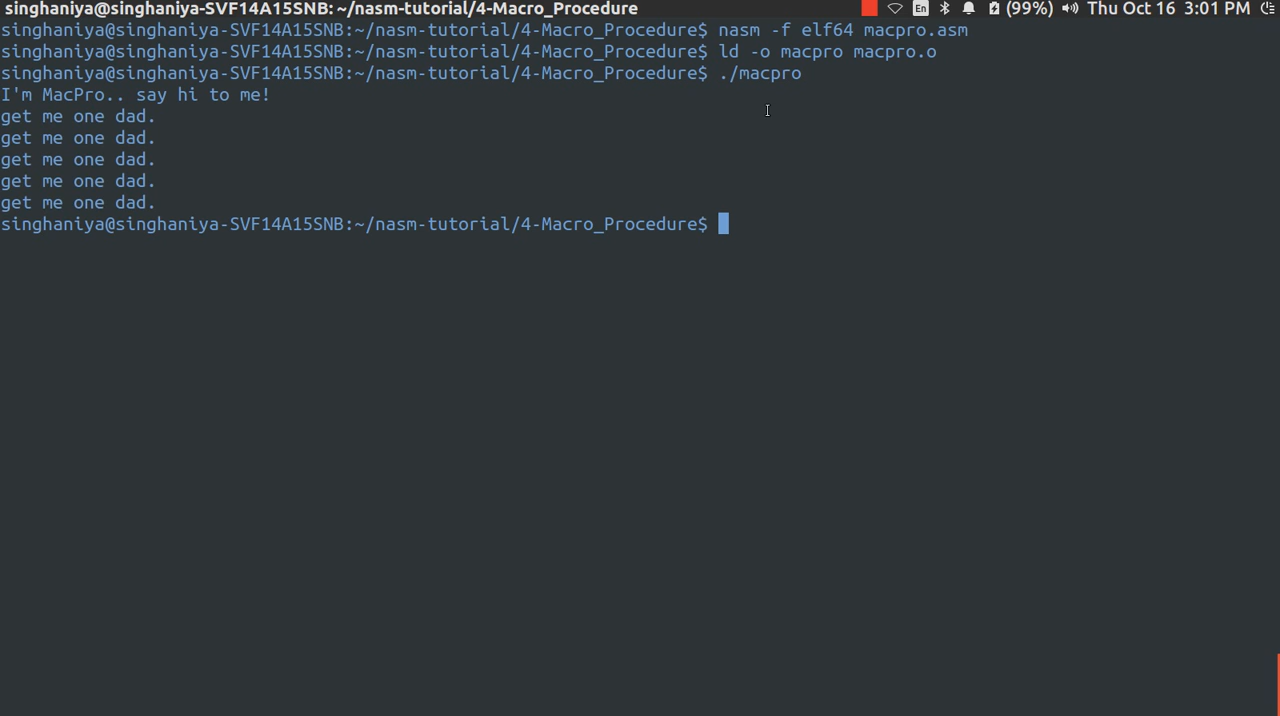 singhaniya@singhaniya-SVF14A15SNB: ~/nasm-tutorial/4-Macro_Procedure En (99%) Thu Oct 16 3:01 PM
singhaniya@singhaniya-SVF14A15SNB:~/nasm-tutorial/4-Macro_Procedure$ nasm -f elf64 macpro.asm
singhaniya@singhaniya-SVF14A15SNB:~/nasm-tutorial/4-Macro_Procedure$ ld -o macpro macpro.o
singhaniya@singhaniya-SVF14A15SNB:~/nasm-tutorial/4-Macro_Procedure$ ./macpro
I'm MacPro.. say hi to me!
get me one dad.
get me one dad.
get me one dad.
get me one dad.
get me one dad.
singhaniya@singhaniya-SVF14A15SNB:~/nasm-tutorial/4-Macro_Procedure$